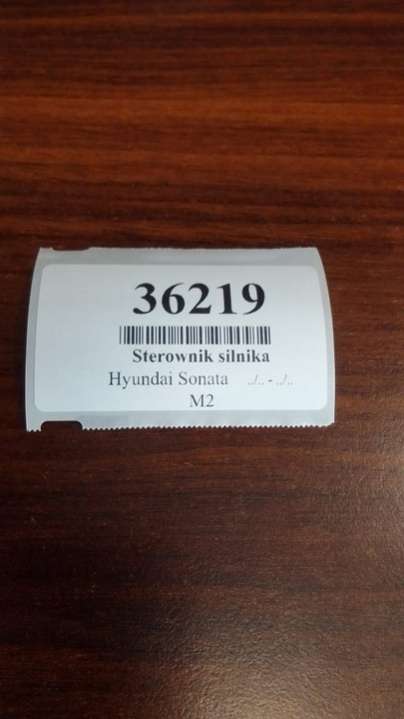 36219
Sterownik silnika
Hyundai Sonata ../.. - ../..
M2